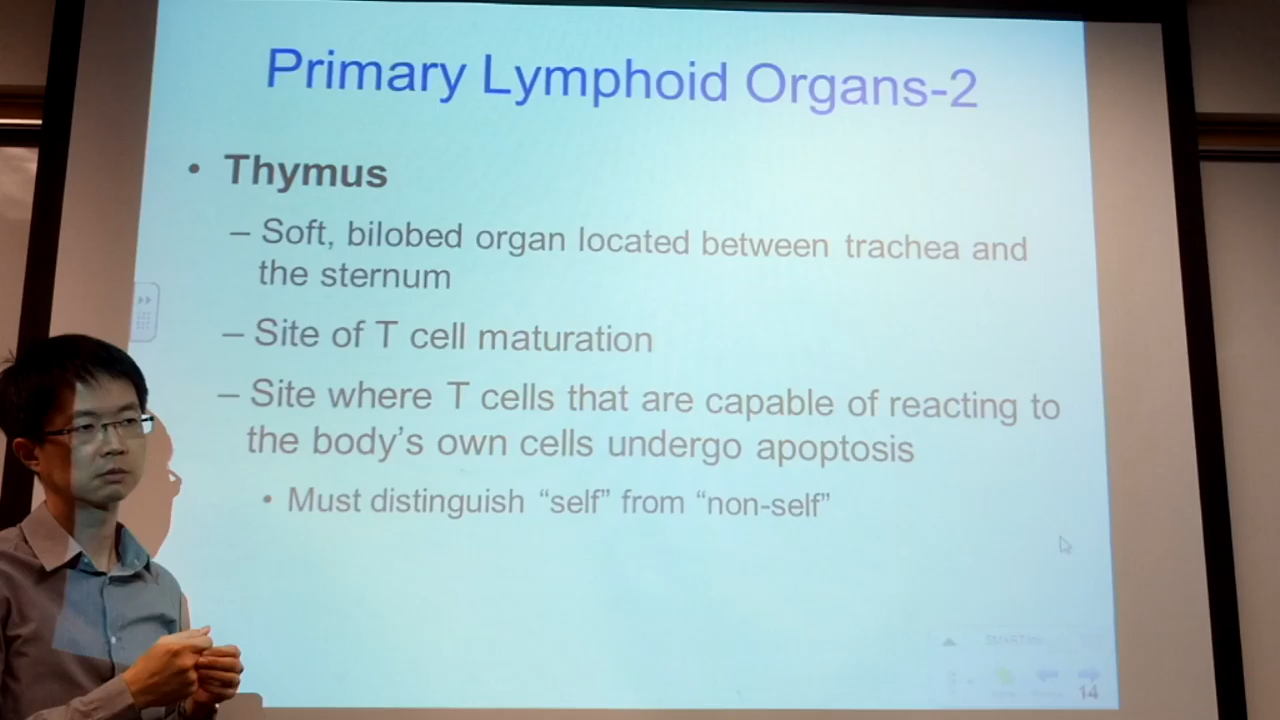 Primary Lymphoid Organs-2
• Thymus
– Soft, bilobed organ located between trachea and
the sternum
– Site of T cell maturation
– Site where T cells that are capable of reacting to
the body’s own cells undergo apoptosis
• Must distinguish “self” from “non-self”
14